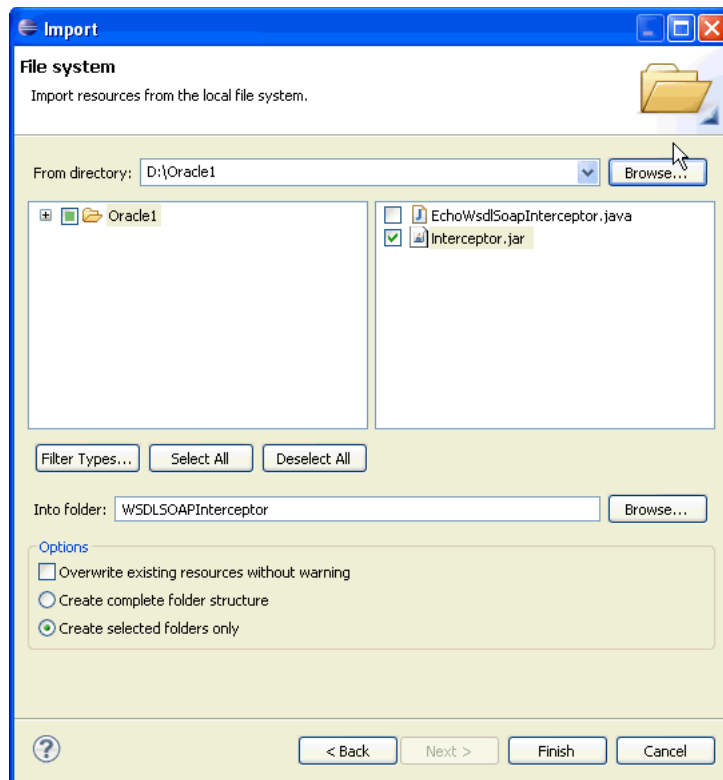 Import
File system
Import resources from the local file system.
From directory: D:\Oracle1 Browse...
Oracle1
EchoWsdlSoapInterceptor.java
Interceptor.jar
Filter Types... Select All Deselect All
Into folder: WSDLSOAPInterceptor Browse...
Options
Overwrite existing resources without warning
Create complete folder structure
Create selected folders only
< Back Next > Finish Cancel